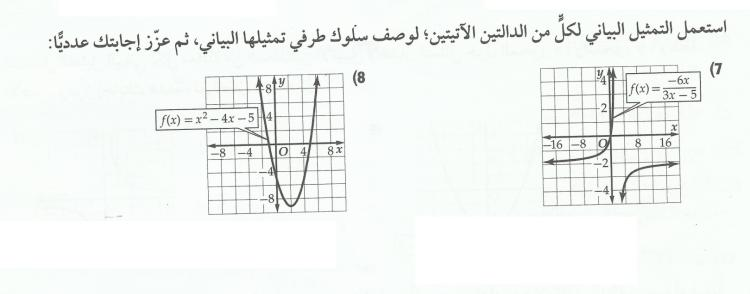 استعمل التمثيل البياني لكلٍّ من الدالتين الآتيتين؛ لوصف سلوك طرفي تمثيلها البياني، ثم عزّز إجابتك عدديًّا:
(7
f(x) = -6x / 3x - 5
y
4
2
-16 -8 O 8 16 x
-2
-4
(8
f(x) = x² - 4x - 5
y
8
4
-8 -4 O 4 8 x
-4
-8